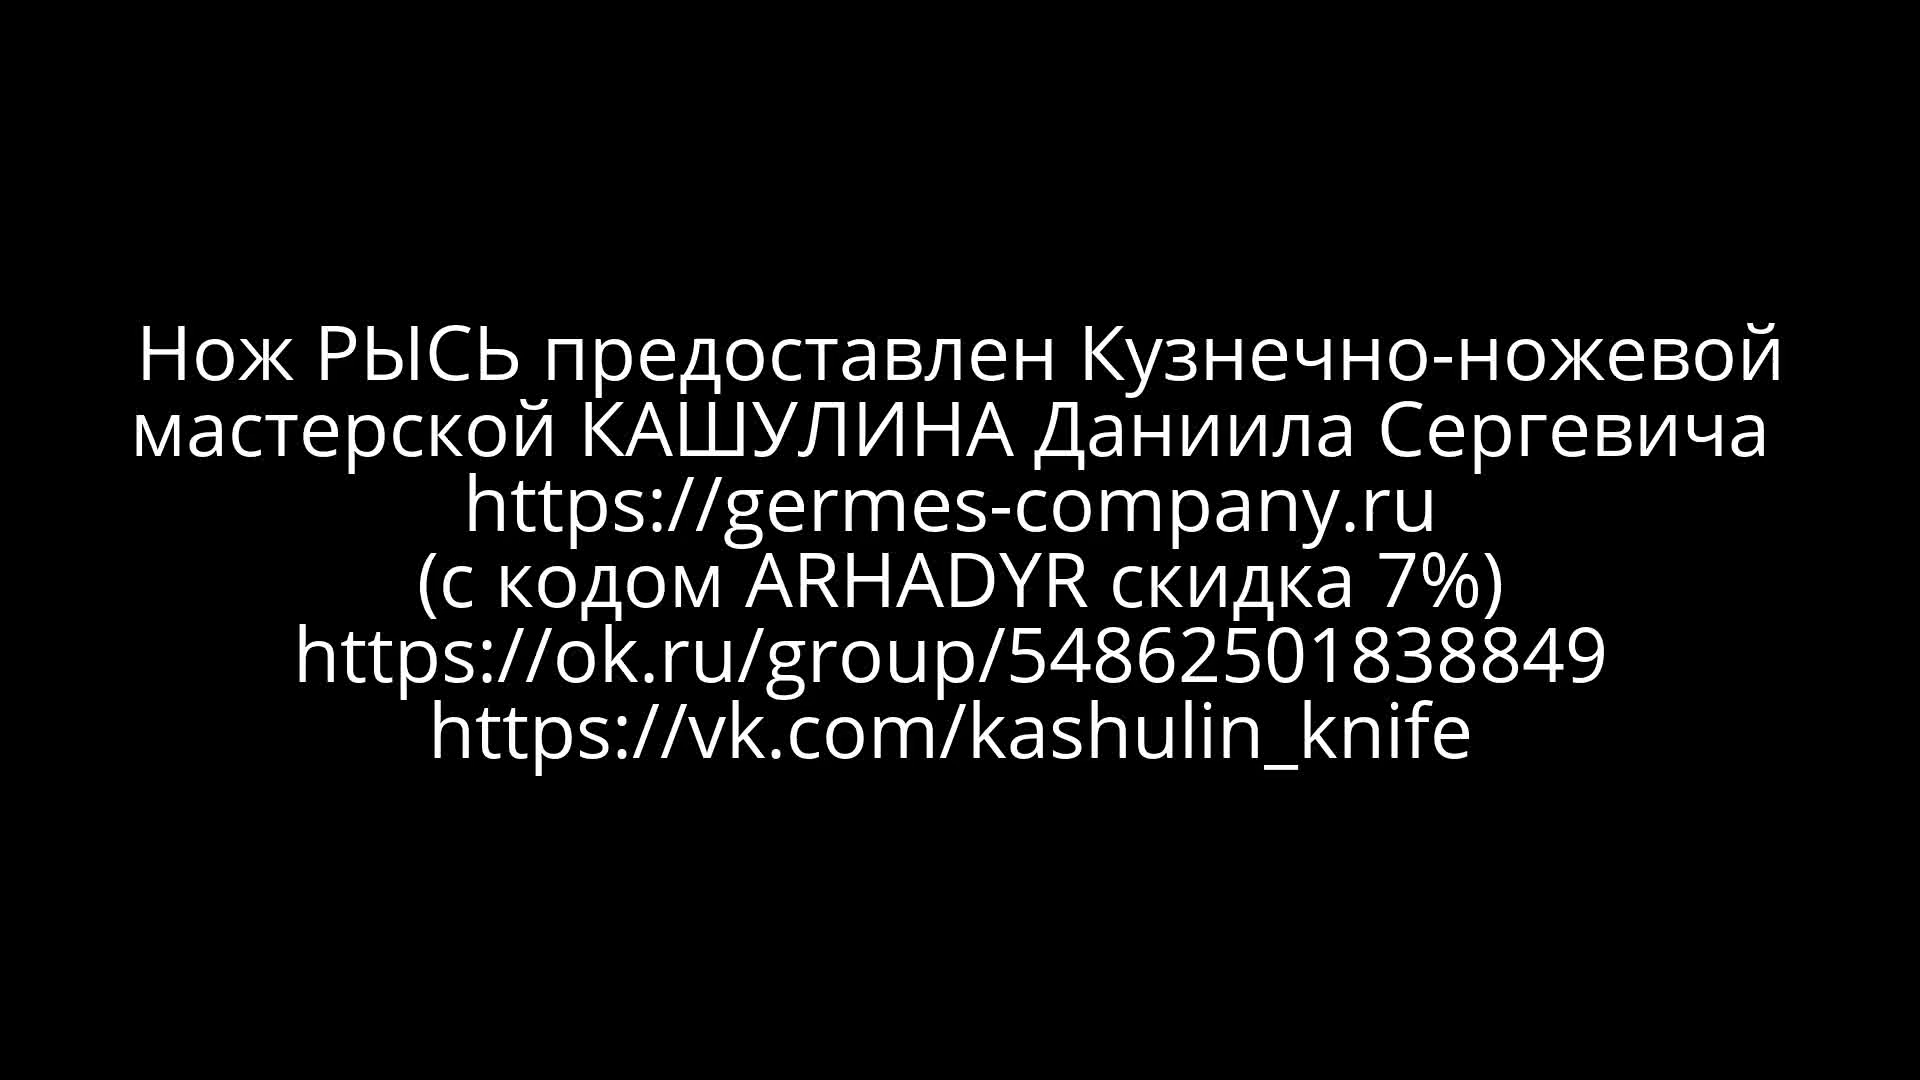 Нож РЫСЬ предоставлен Кузнечно-ножевой
мастерской КАШУЛИНА Даниила Сергевича
https://germes-company.ru
(с кодом ARHADYR скидка 7%)
https://ok.ru/group/54862501838849
https://vk.com/kashulin_knife